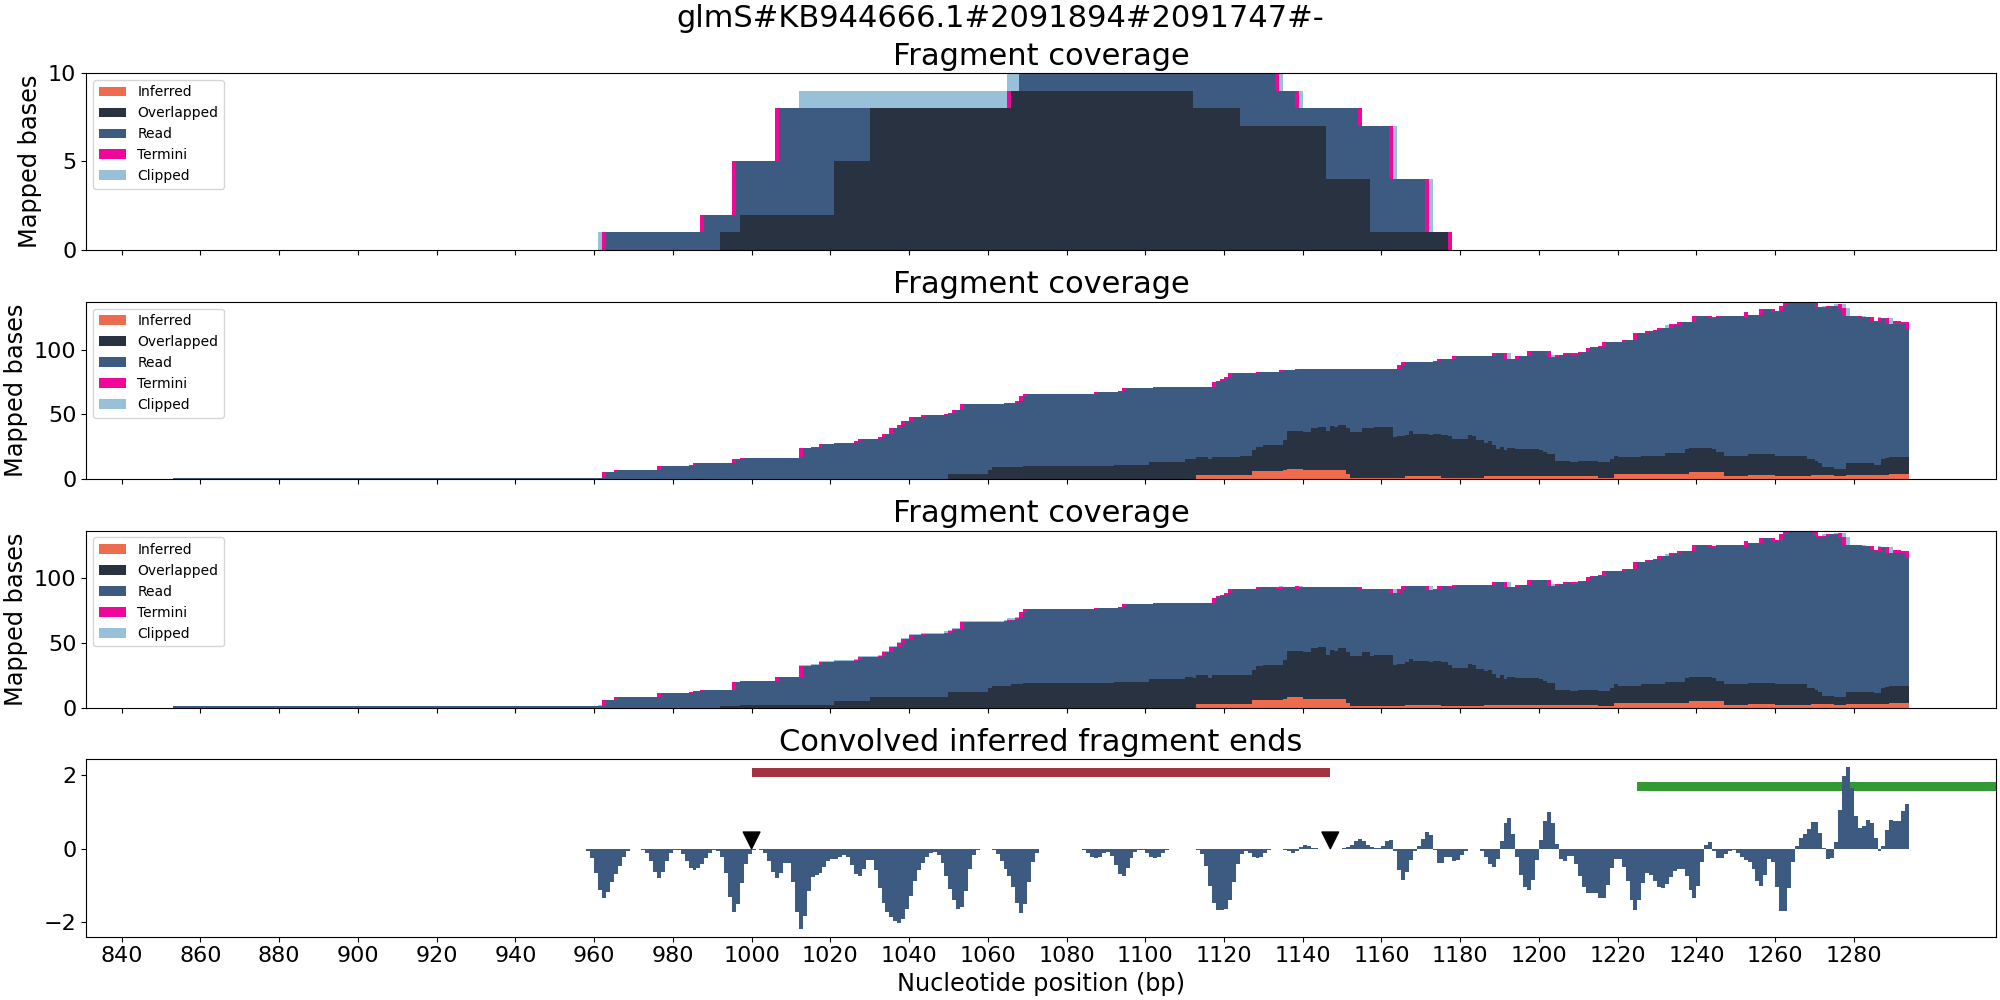 glmS#KB944666.1#2091894#2091747#-
Fragment coverage
Mapped bases
10
5
0
Inferred
Overlapped
Read
Termini
Clipped
Fragment coverage
Mapped bases
100
50
0
Inferred
Overlapped
Read
Termini
Clipped
Fragment coverage
Mapped bases
100
50
0
Inferred
Overlapped
Read
Termini
Clipped
Convolved inferred fragment ends
2
0
−2
840 860 880 900 920 940 960 980 1000 1020 1040 1060 1080 1100 1120 1140 1160 1180 1200 1220 1240 1260 1280
Nucleotide position (bp)